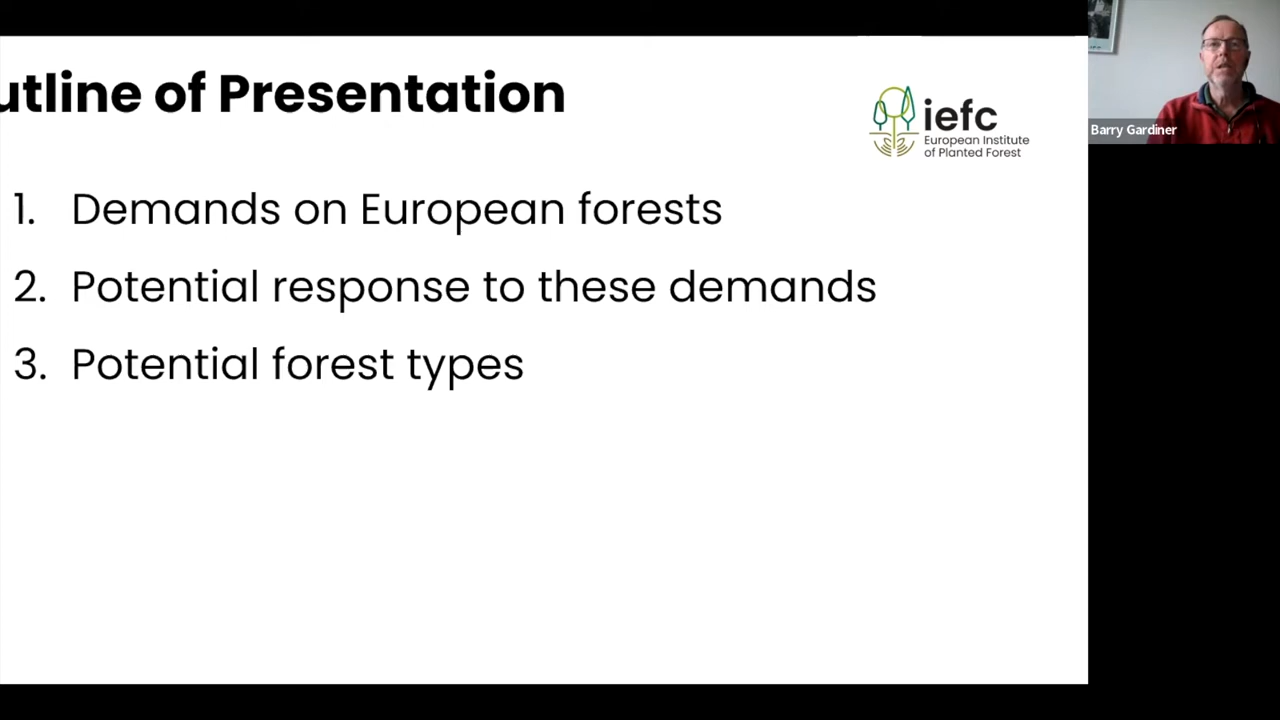 utline of Presentation
iefc
European Institute
of Planted Forest
Barry Gardiner
1. Demands on European forests
2. Potential response to these demands
3. Potential forest types